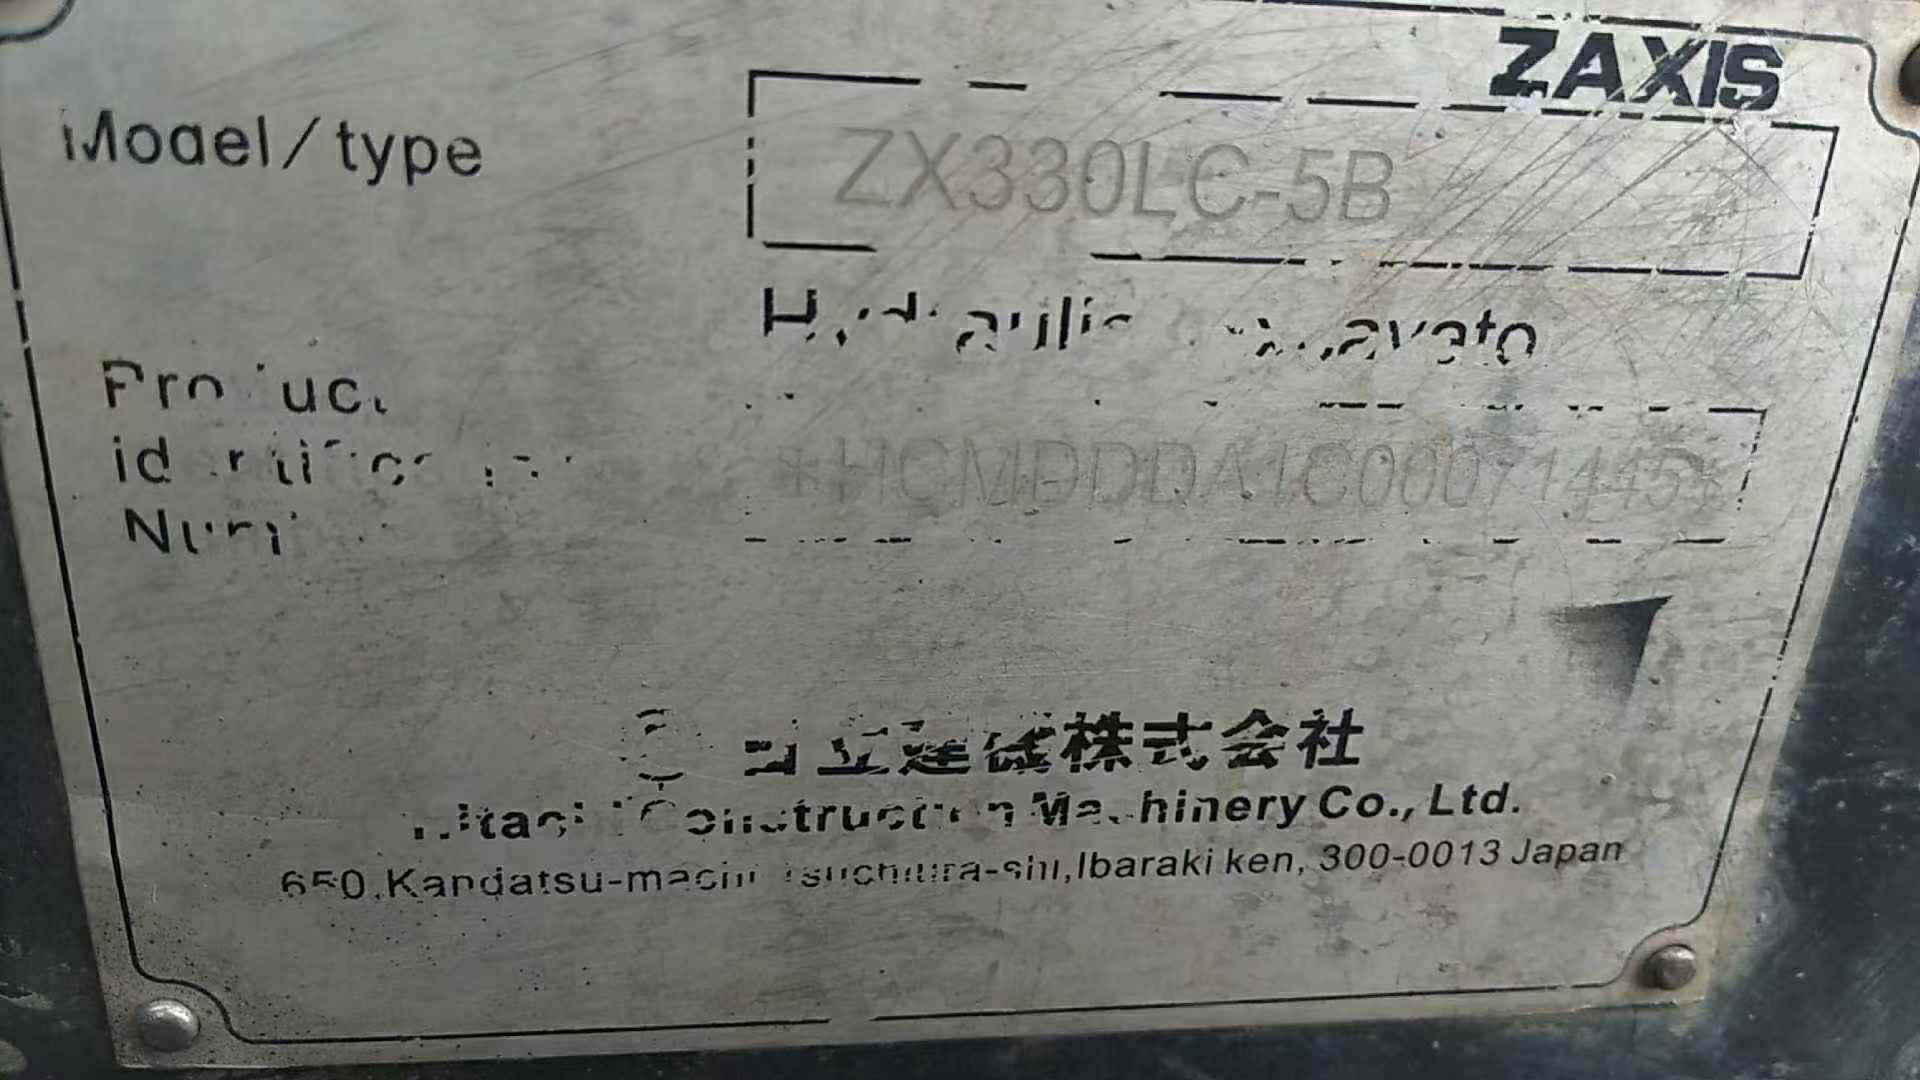 ZAXIS
Model/type
ZX330LC-5B
Hydraulic Excavator
Product
identification
Number
*HCMDDDA1C00071445*
日立建機株式会社
Hitachi Construction Machinery Co., Ltd.
650, Kandatsu-machi Tsuchiura-shi, Ibaraki ken, 300-0013 Japan